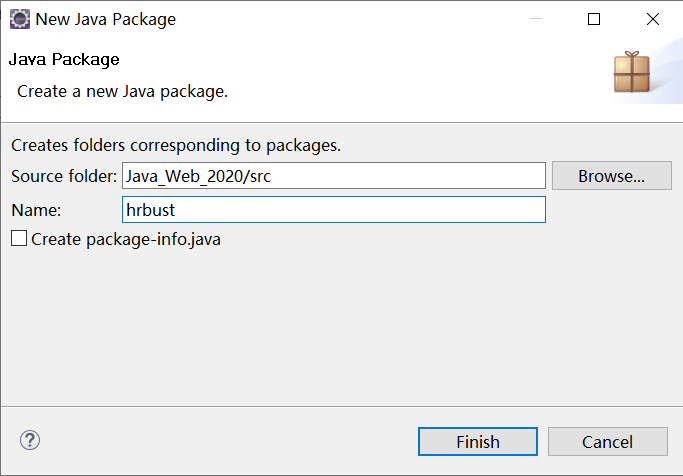 New Java Package
Java Package
Create a new Java package.
Creates folders corresponding to packages.
Source folder: Java_Web_2020/src Browse...
Name: hrbust
Create package-info.java
? Finish Cancel